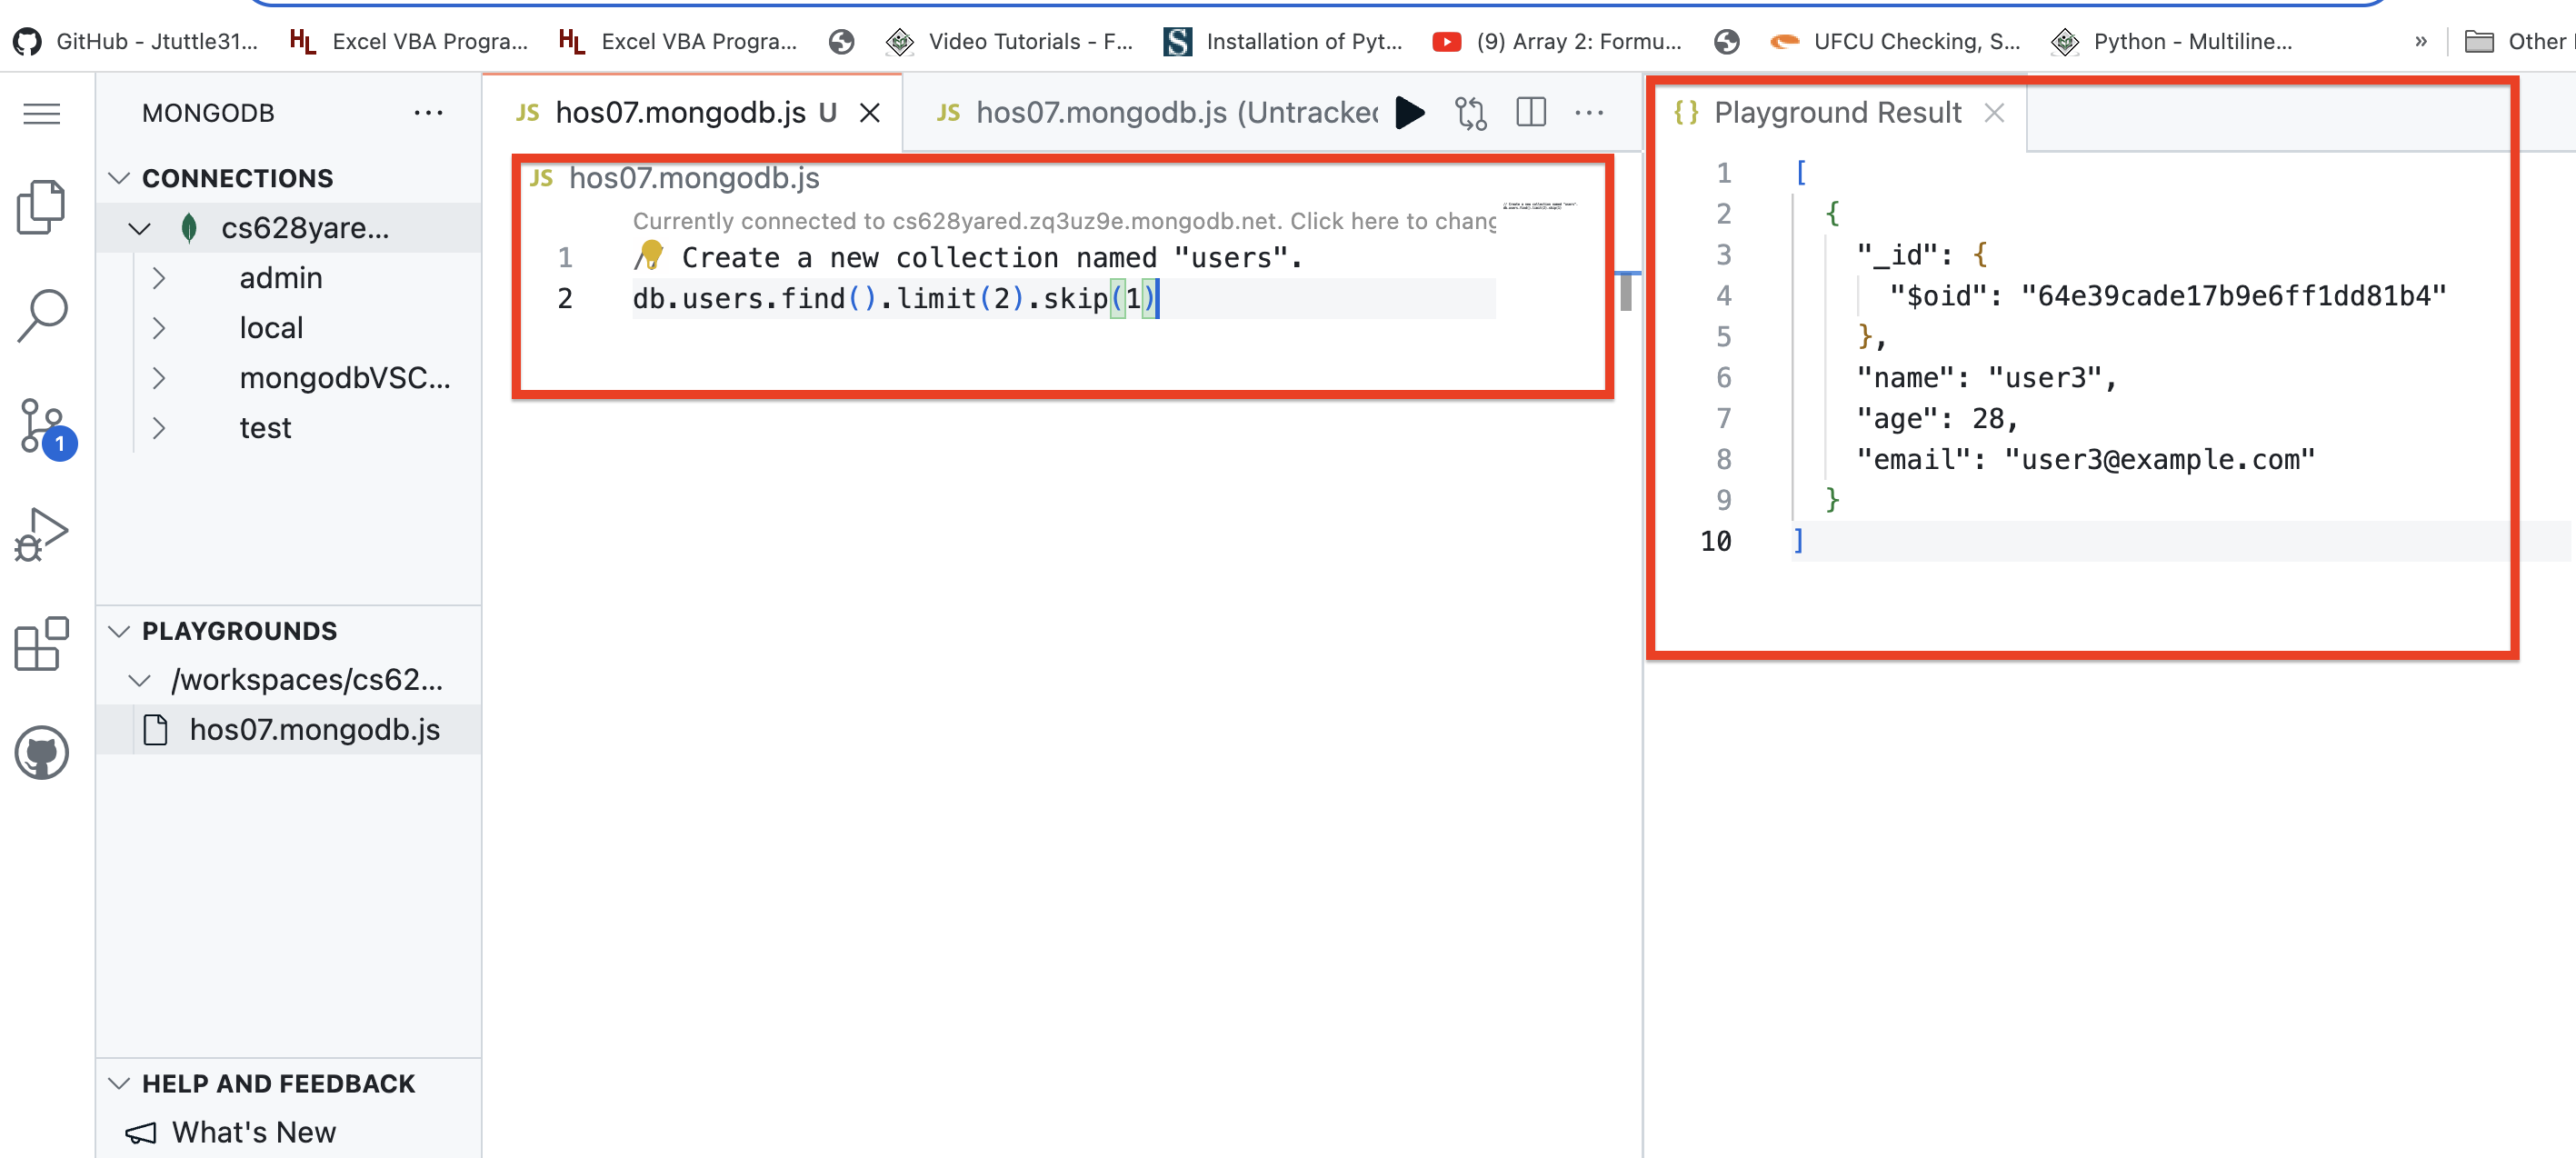 GitHub - Jtuttle31...
HL Excel VBA Progra...
HL Excel VBA Progra...
Video Tutorials - F...
S Installation of Pyt...
(9) Array 2: Formu...
UFCU Checking, S...
Python - Multiline...
»
Other
MONGODB ...
CONNECTIONS
cs628yare...
admin
local
mongodbVSC...
test
1
PLAYGROUNDS
/workspaces/cs62...
hos07.mongodb.js
HELP AND FEEDBACK
What's New
JS hos07.mongodb.js U
JS hos07.mongodb.js (Untracked
...
JS hos07.mongodb.js
Currently connected to cs628yared.zq3uz9e.mongodb.net. Click here to chang
1 Create a new collection named "users".
2 db.users.find().limit(2).skip(1)
{} Playground Result
1 [
2 {
3 "_id": {
4 "$oid": "64e39cade17b9e6ff1dd81b4"
5 },
6 "name": "user3",
7 "age": 28,
8 "email": "user3@example.com"
9 }
10 ]